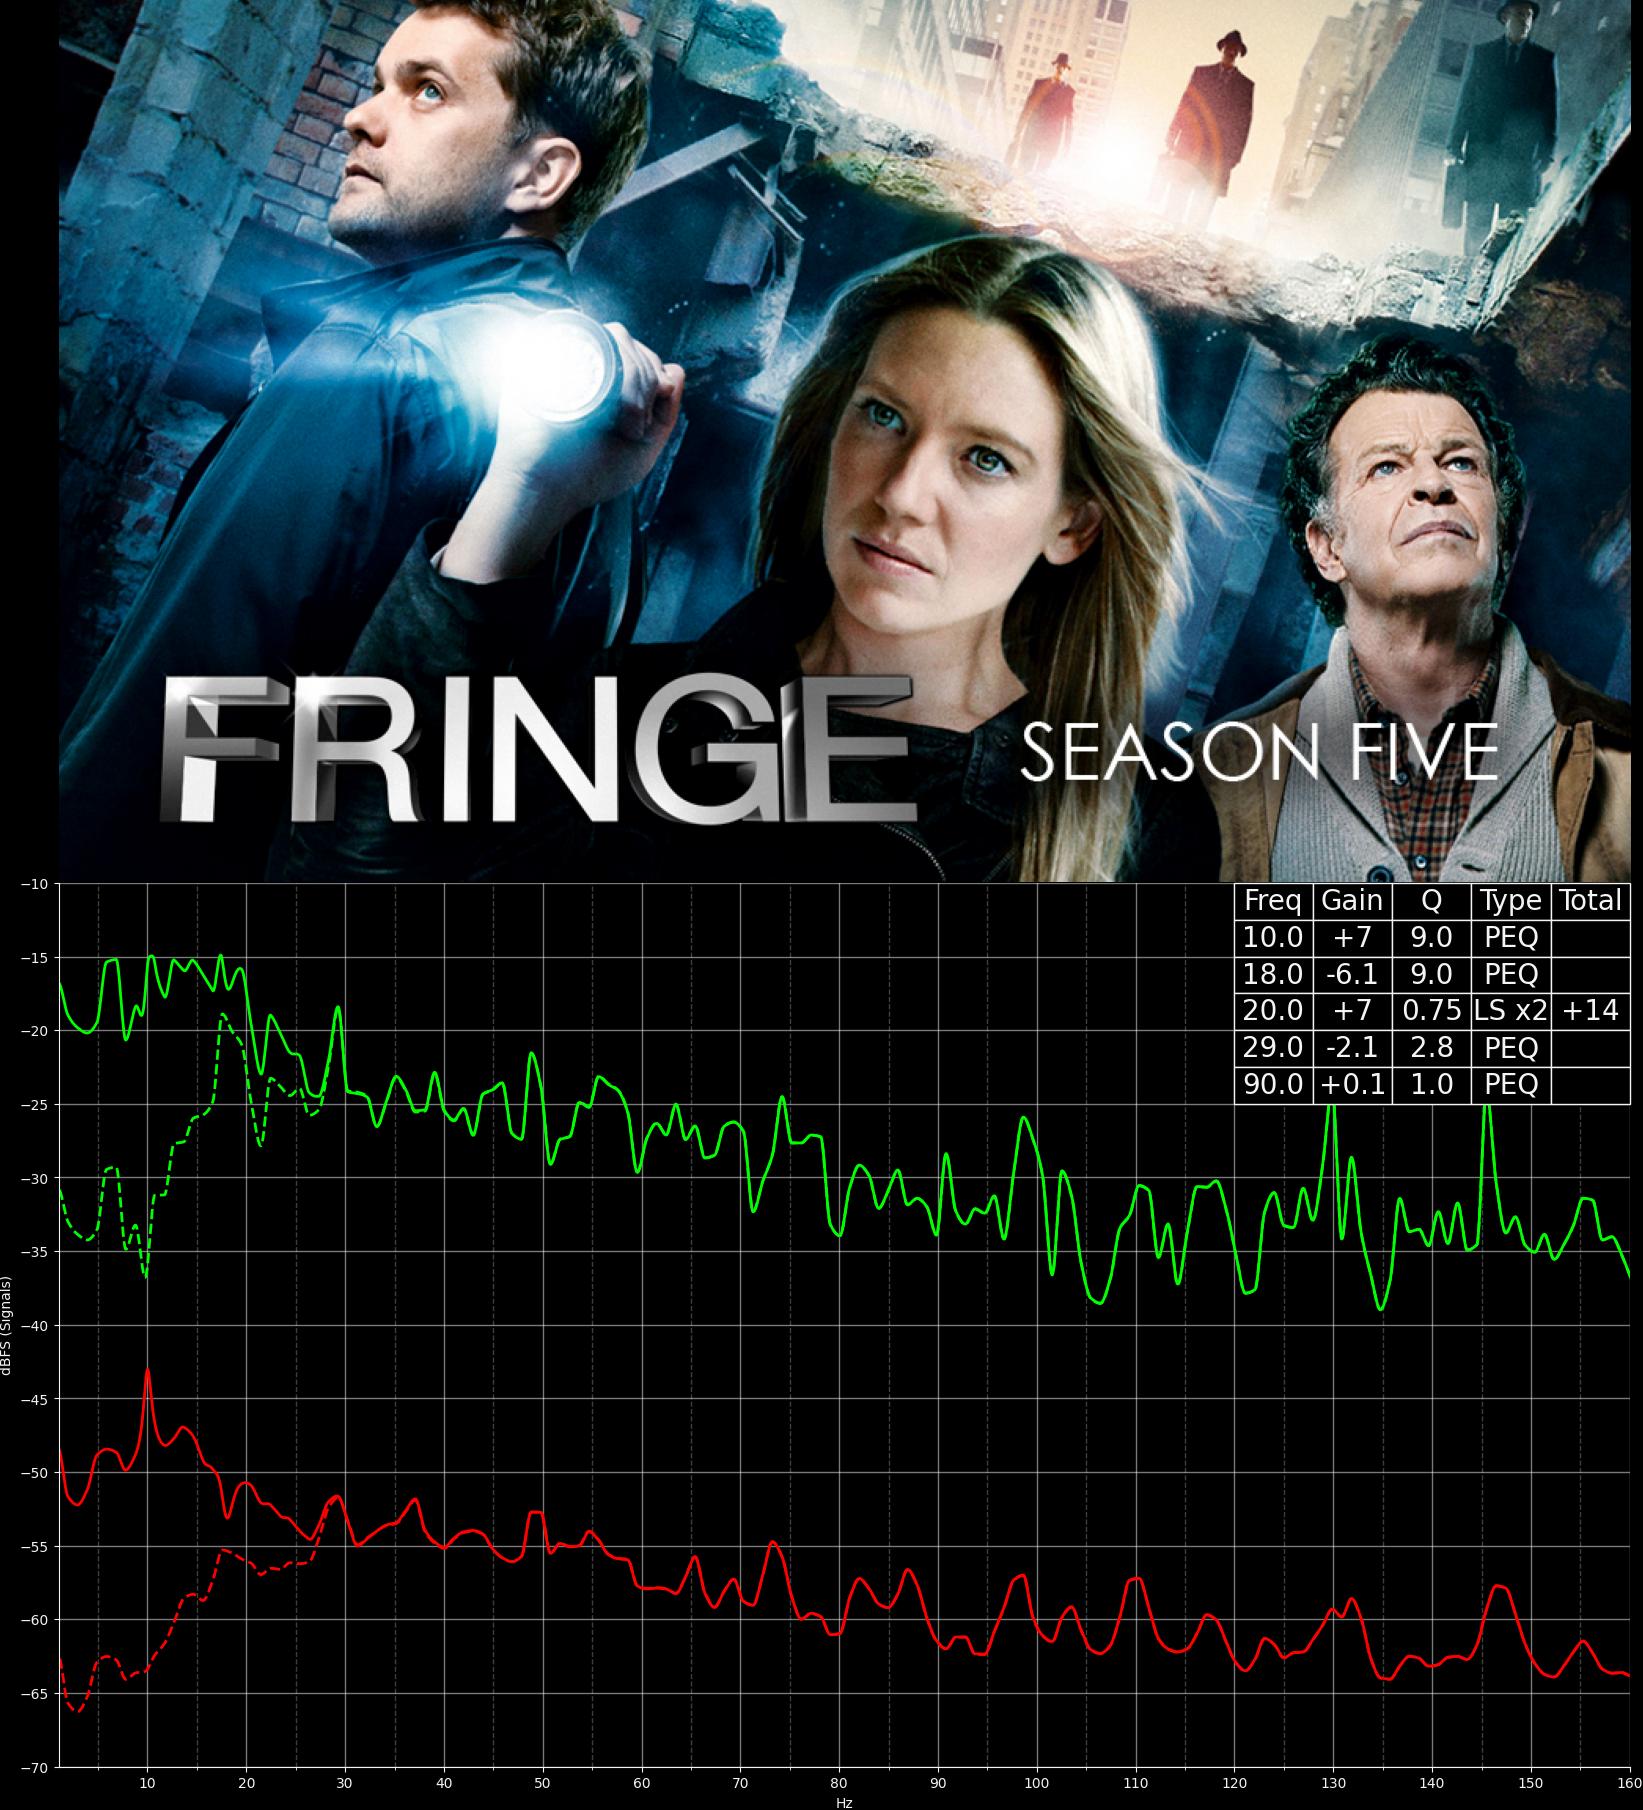 FRINGE SEASON FIVE
Freq Gain Q Type Total
10.0 +7 9.0 PEQ
18.0 -6.1 9.0 PEQ
20.0 +7 0.75 LS x2 +14
29.0 -2.1 2.8 PEQ
90.0 +0.1 1.0 PEQ
−10
−15
−20
−25
−30
−35
−40
−45
−50
−55
−60
−65
−70
dBFS (Signals)
10 20 30 40 50 60 70 80 90 100 110 120 130 140 150 160
Hz